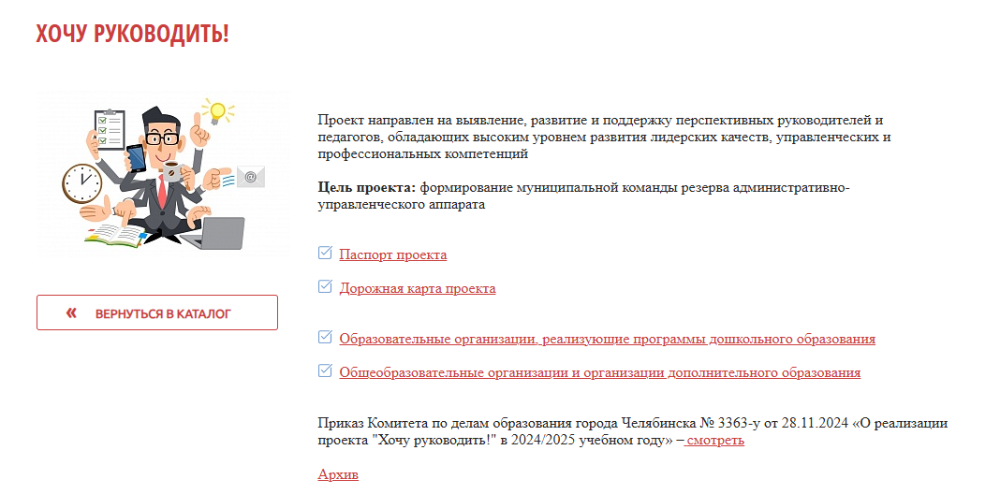 ХОЧУ РУКОВОДИТЬ!
Проект направлен на выявление, развитие и поддержку перспективных руководителей и
педагогов, обладающих высоким уровнем развития лидерских качеств, управленческих и
профессиональных компетенций
Цель проекта: формирование муниципальной команды резерва административно-
управленческого аппарата
Паспорт проекта
Дорожная карта проекта
« ВЕРНУТЬСЯ В КАТАЛОГ
Образовательные организации, реализующие программы дошкольного образования
Общеобразовательные организации и организации дополнительного образования
Приказ Комитета по делам образования города Челябинска № 3363-у от 28.11.2024 «О реализации
проекта "Хочу руководить!" в 2024/2025 учебном году» – смотреть
Архив